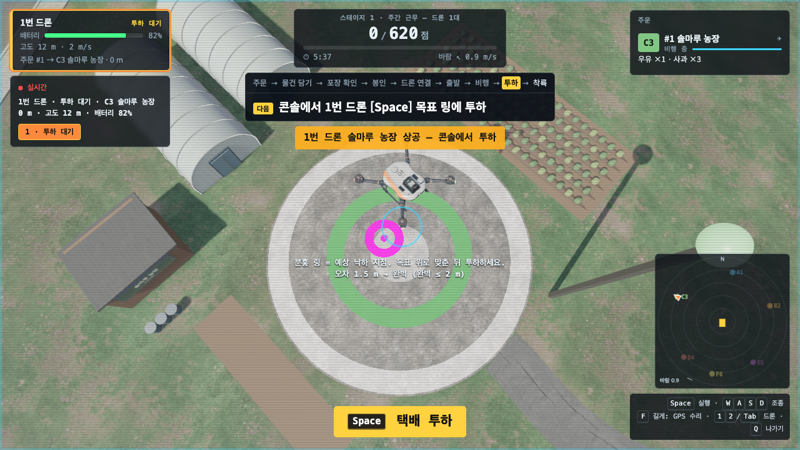 1번 드론 투하 대기
배터리 82%
고도 12 m · 2 m/s
주문 #1 → C3 솔마루 농장 · 0 m
실시간
1번 드론 · 투하 대기 · C3 솔마루 농장
0 m · 고도 12 m · 배터리 82%
1 · 투하 대기
스테이지 1 · 주간 근무 — 드론 1대
0 / 620점
5:37 바람 ↖ 0.9 m/s
주문 → 물건 담기 → 포장 확인 → 봉인 → 드론 연결 → 출발 → 비행 → 투하 → 착륙
다음 콘솔에서 1번 드론 [Space] 목표 링에 투하
1번 드론 솔마루 농장 상공 — 콘솔에서 투하
분홍 링 = 예상 낙하 지점. 목표 위로 맞춘 뒤 투하하세요.
오차 1.5 m — 완벽 (완벽 ≤ 2 m)
Space 택배 투하
주문
C3 #1 솔마루 농장
비행 중
우유 ×1 · 사과 ×3
N
A1
C3
B2
D4
E5
바람 0.9
Space 실행 · W A S D 조종
F 길게: GPS 수리 · 1 2 / Tab 드론 ·
Q 나가기